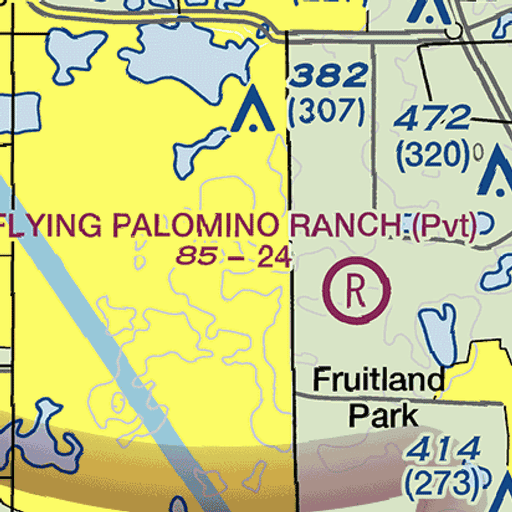 382
(307)
472
(320)
FLYING PALOMINO RANCH (Pvt)
85 – 24
R
Fruitland
Park
414
(273)